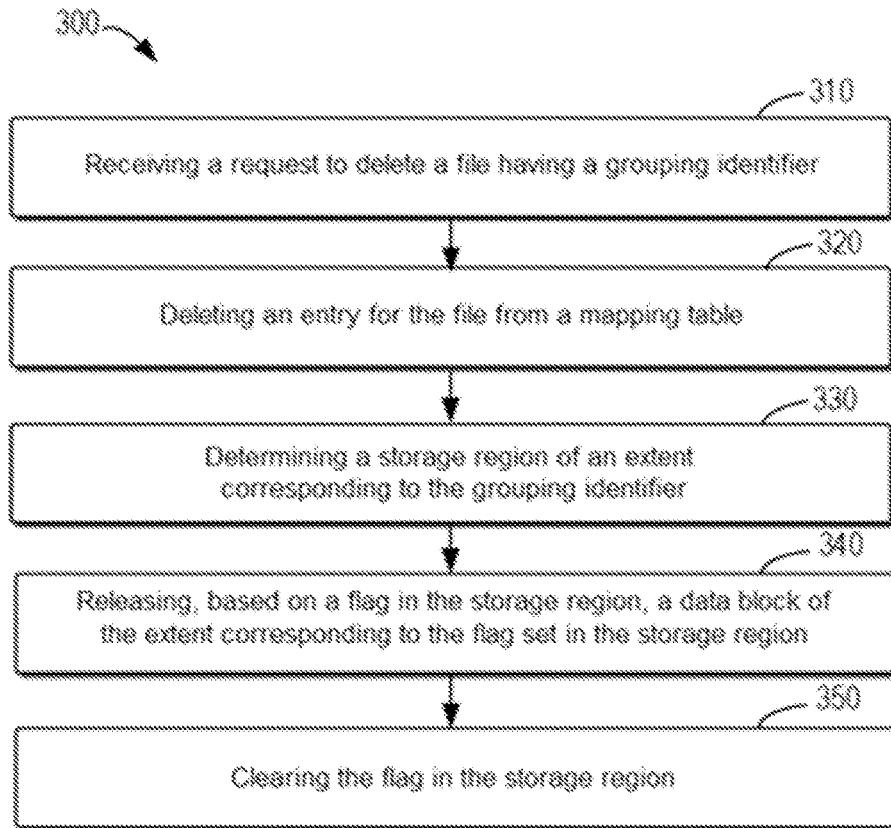 300
310
Receiving a request to delete a file having a grouping identifier
320
Deleting an entry for the file from a mapping table
330
Determining a storage region of an extent
corresponding to the grouping identifier
340
Releasing, based on a flag in the storage region, a data block of
the extent corresponding to the flag set in the storage region
350
Clearing the flag in the storage region